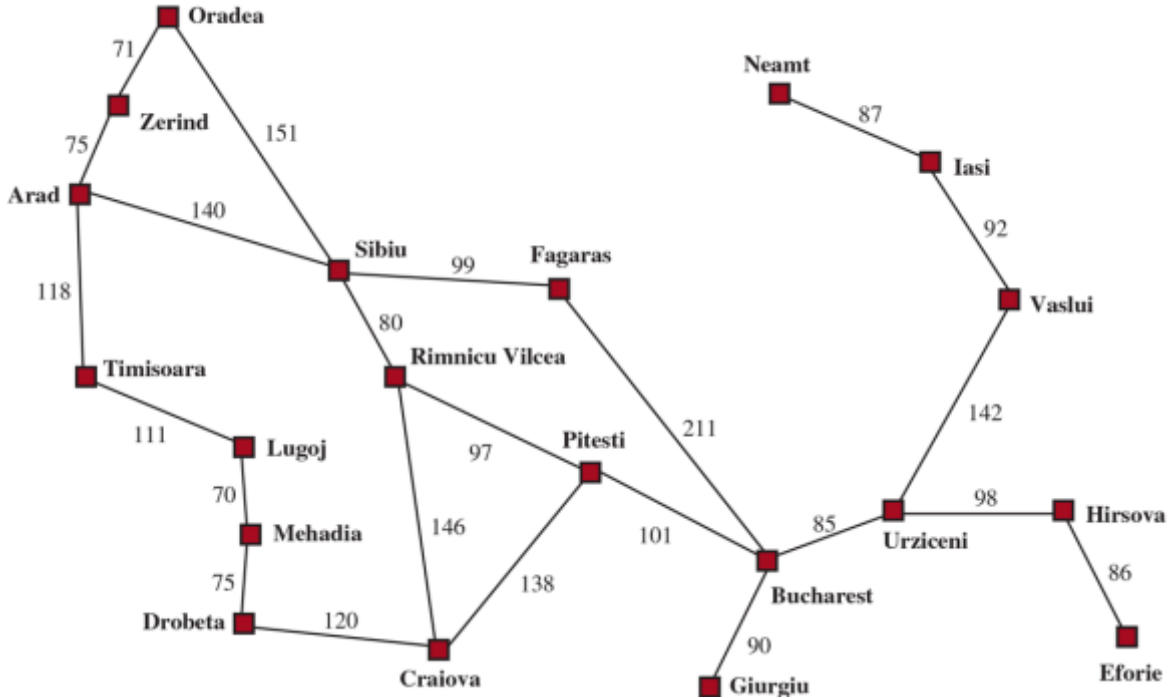 Oradea
71
Neamt
Zerind
87
151
75
Iasi
Arad
140
92
Sibiu
Fagaras
99
118
Vaslui
80
Timisoara
Rimnicu Vilcea
142
111
Lugoj
97
Pitesti
211
70
98
Hirsova
Mehadia
146
101
85
Urziceni
86
75
138
Bucharest
Drobeta
120
90
Craiova
Giurgiu
Eforie